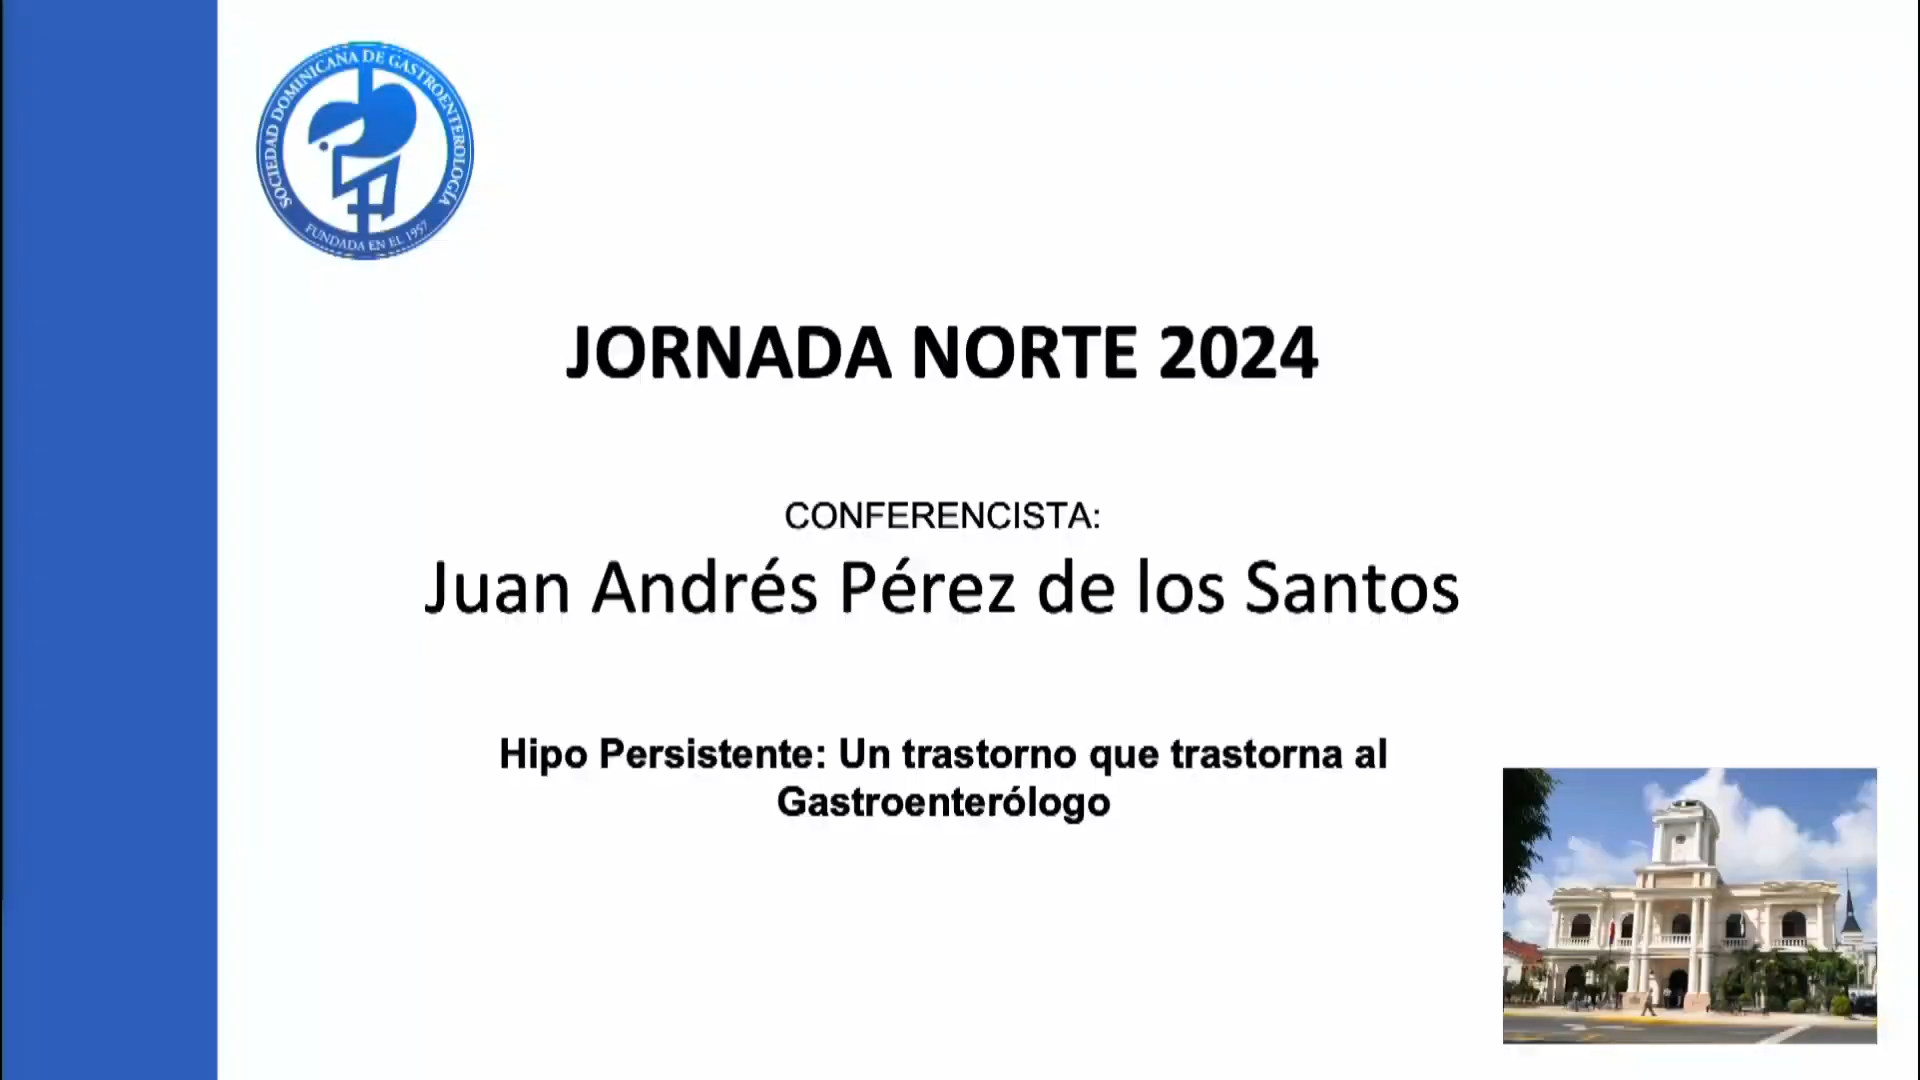 SOCIEDAD DOMINICANA DE GASTROENTEROLOGÍA
FUNDADA EN EL 1957
JORNADA NORTE 2024
CONFERENCISTA:
Juan Andrés Pérez de los Santos
Hipo Persistente: Un trastorno que trastorna al
Gastroenterólogo